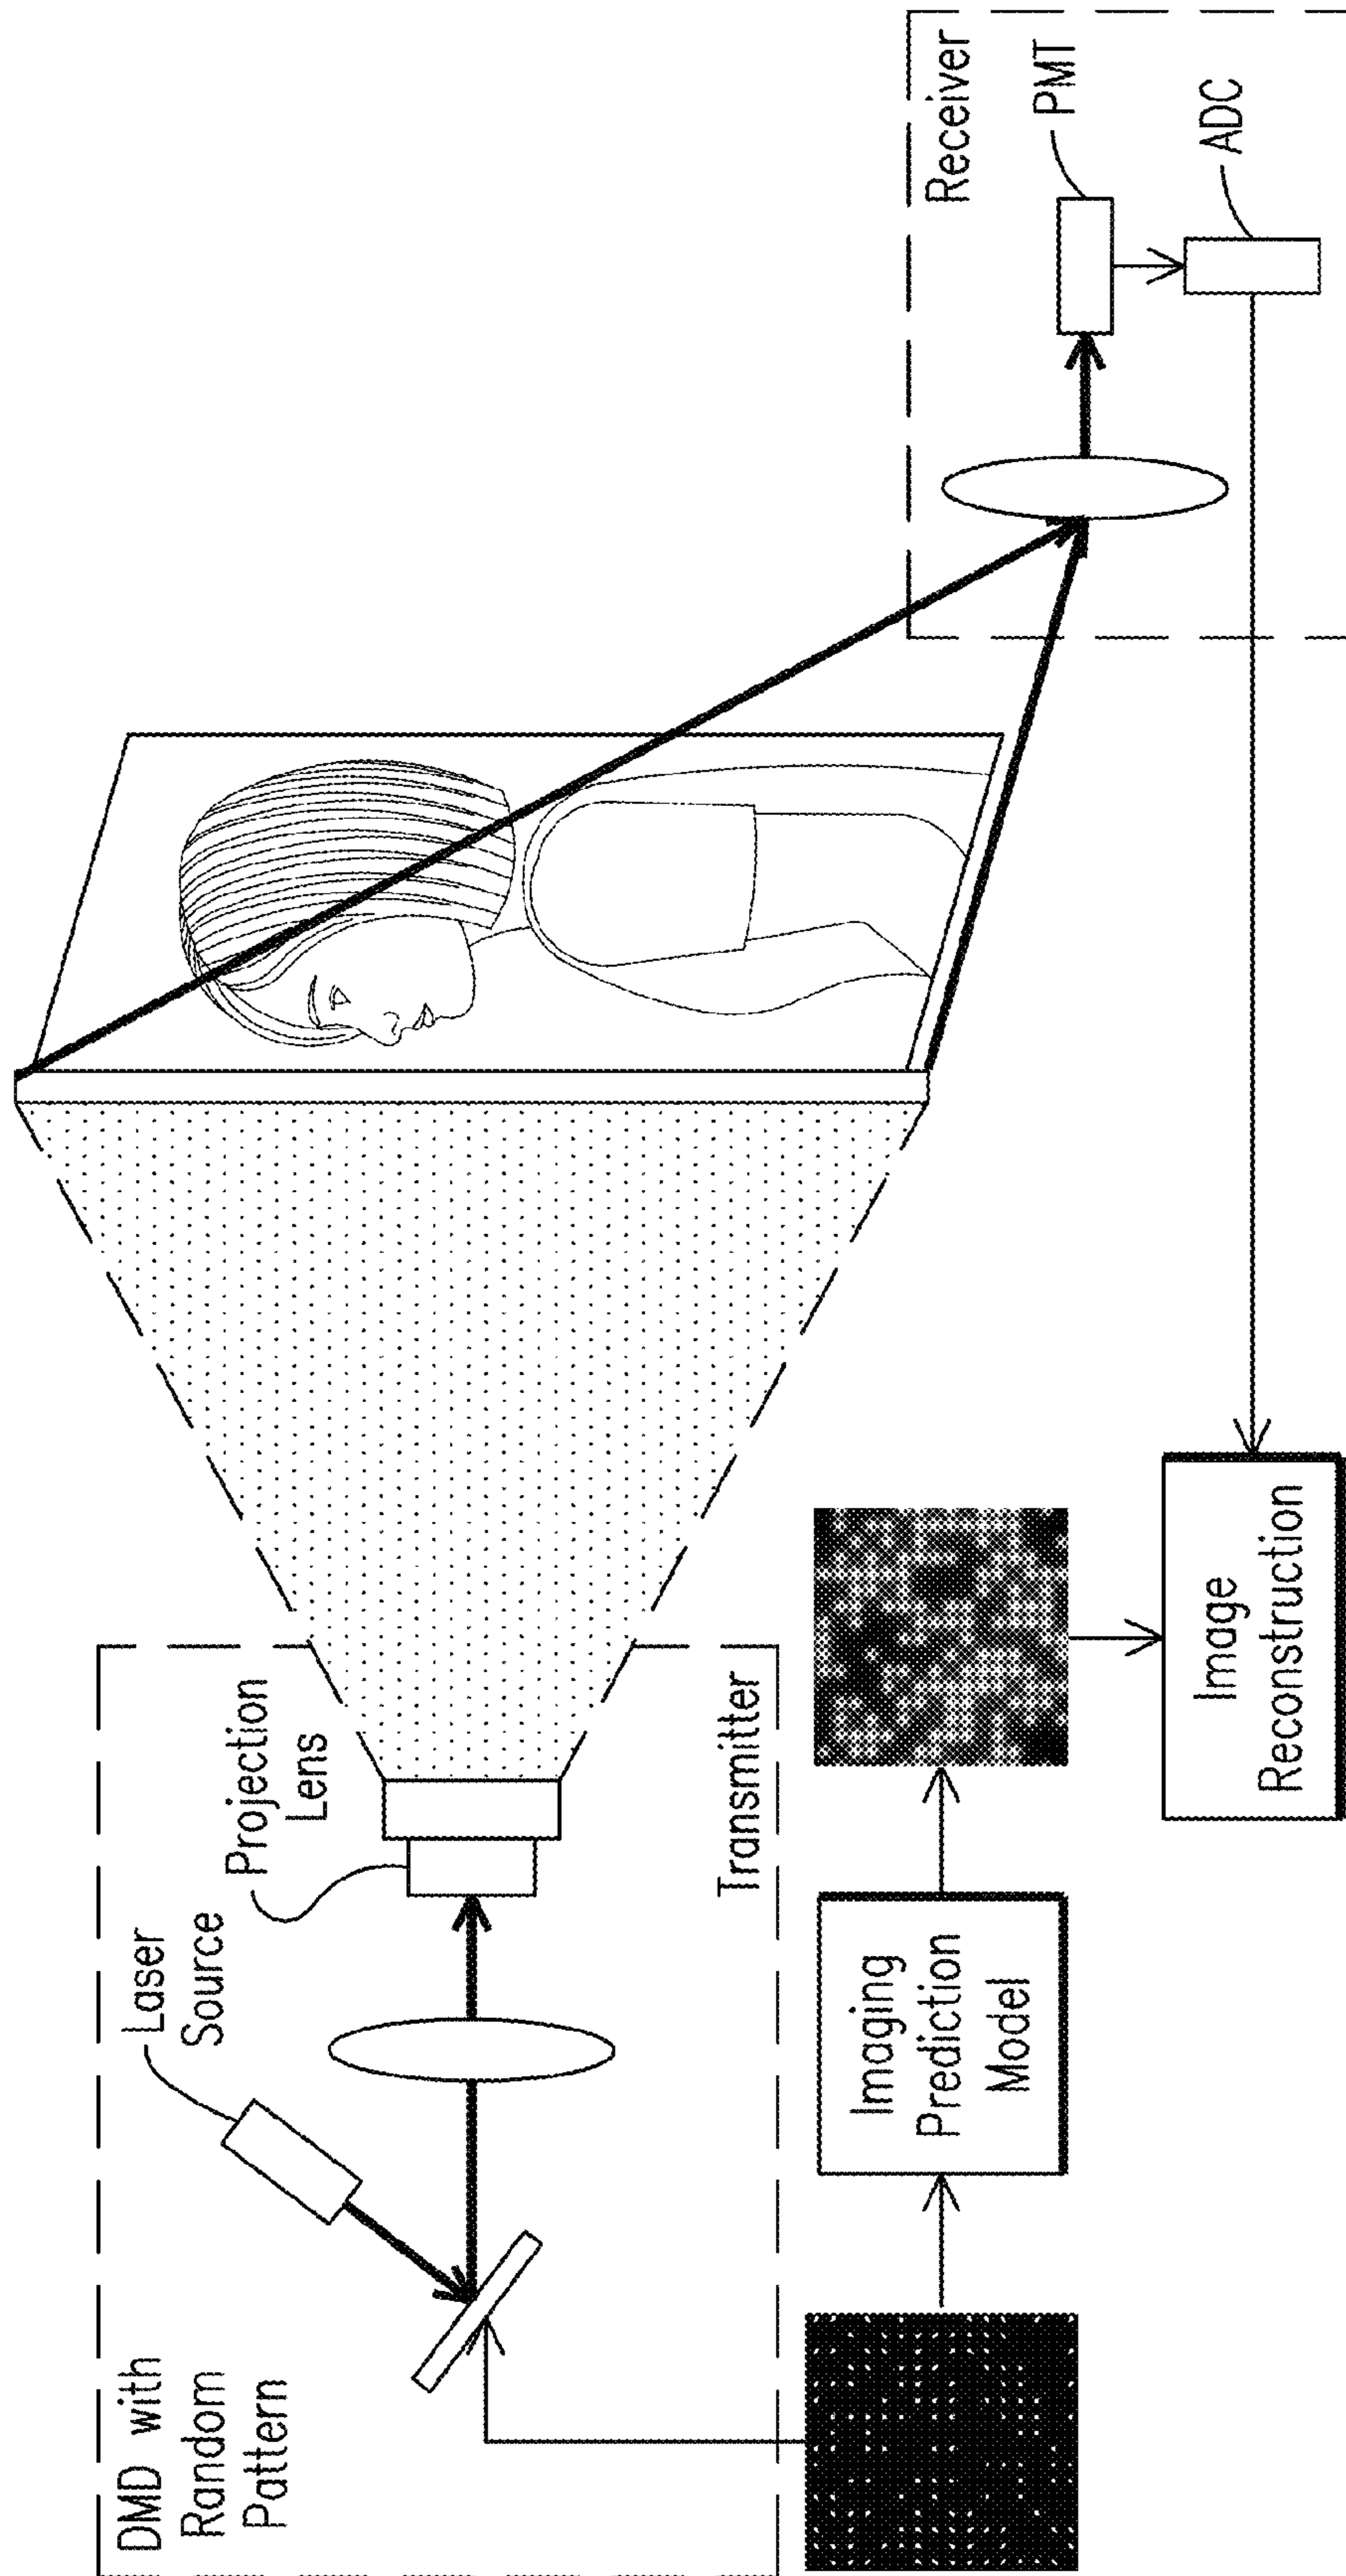 DMD with
Random
Pattern
Laser
Source
Projection
Lens
Transmitter
Imaging
Prediction
Model
Image
Reconstruction
Receiver
PMT
ADC